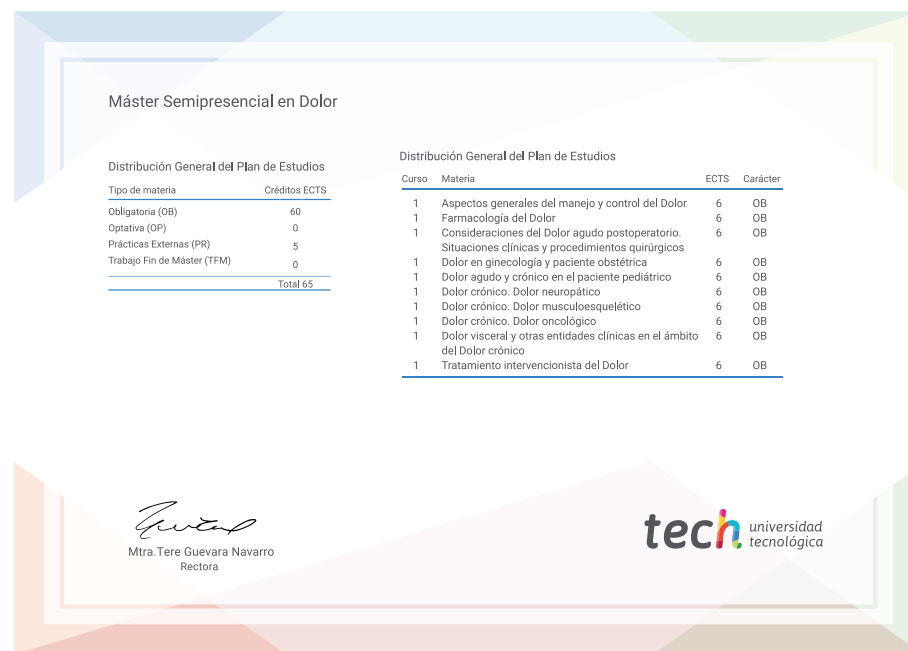 Máster Semipresencial en Dolor
Distribución General del Plan de Estudios
Tipo de materia Créditos ECTS
Obligatoria (OB) 60
Optativa (OP) 0
Prácticas Externas (PR) 5
Trabajo Fin de Máster (TFM) 0
Total 65
Distribución General del Plan de Estudios
Curso Materia ECTS Carácter
1 Aspectos generales del manejo y control del Dolor 6 OB
1 Farmacología del Dolor 6 OB
1 Consideraciones del Dolor agudo postoperatorio. 6 OB
Situaciones clínicas y procedimientos quirúrgicos
1 Dolor en ginecología y paciente obstétrica 6 OB
1 Dolor agudo y crónico en el paciente pediátrico 6 OB
1 Dolor crónico. Dolor neuropático 6 OB
1 Dolor crónico. Dolor musculoesquelético 6 OB
1 Dolor crónico. Dolor oncológico 6 OB
1 Dolor visceral y otras entidades clínicas en el ámbito 6 OB
del Dolor crónico
1 Tratamiento intervencionista del Dolor 6 OB
Mtra.Tere Guevara Navarro
Rectora
tech universidad
tecnológica